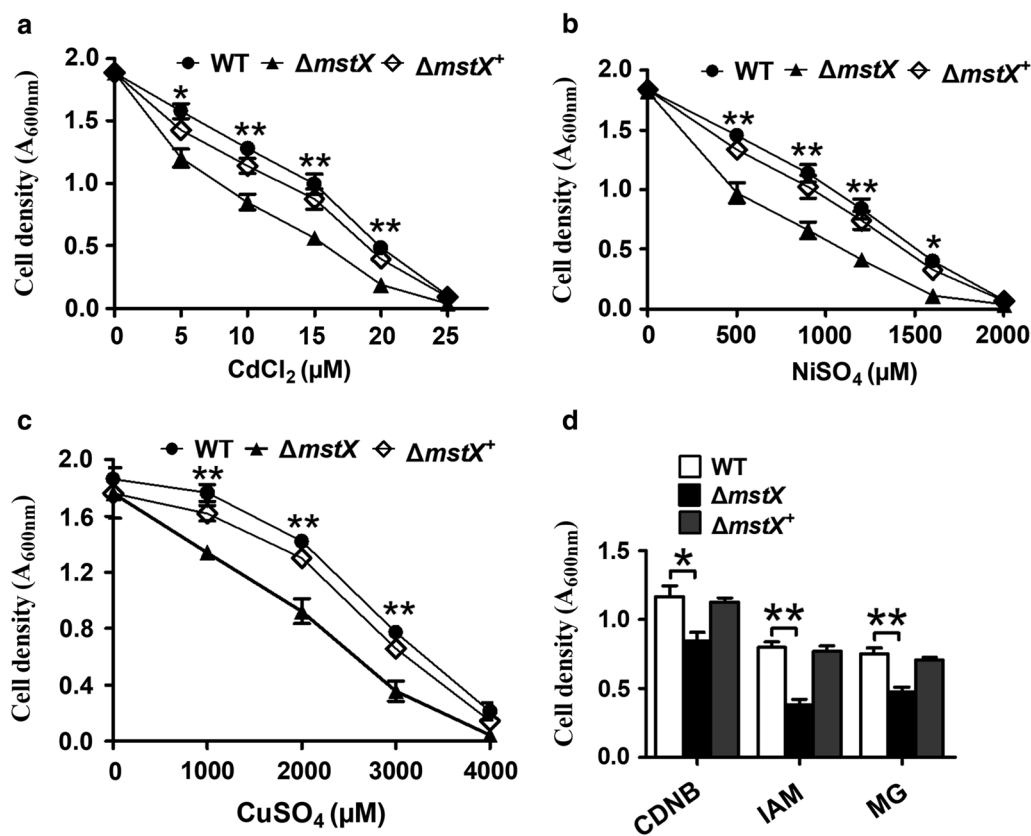 a
WT ΔmstX ΔmstX⁺
Cell density (A600nm)
2.0
1.5
1.0
0.5
0.0
*
**
**
**
0 5 10 15 20 25
CdCl₂ (µM)
b
WT ΔmstX ΔmstX⁺
Cell density (A600nm)
2.0
1.5
1.0
0.5
0.0
**
**
**
*
0 500 1000 1500 2000
NiSO₄ (µM)
c
WT ΔmstX ΔmstX⁺
Cell density (A600nm)
2.0
1.6
1.2
0.8
0.4
0.0
**
**
**
0 1000 2000 3000 4000
CuSO₄ (µM)
d
WT
ΔmstX
ΔmstX⁺
Cell density (A600nm)
1.5
1.0
0.5
0.0
*
**
**
CDNB IAM MG